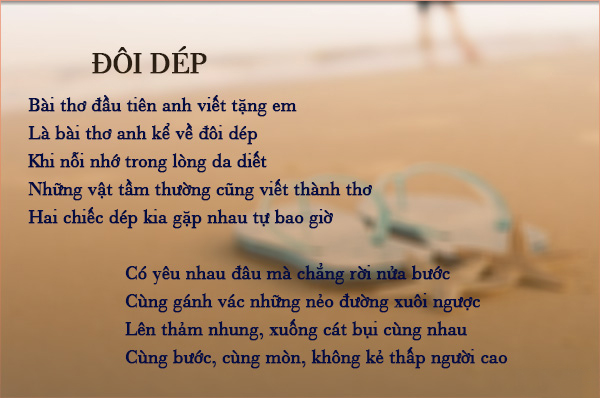 ĐÔI DÉP
Bài thơ đầu tiên anh viết tặng em
Là bài thơ anh kể về đôi dép
Khi nỗi nhớ trong lòng da diết
Những vật tầm thường cũng viết thành thơ
Hai chiếc dép kia gặp nhau tự bao giờ
Có yêu nhau đâu mà chẳng rời nửa bước
Cùng gánh vác những nẻo đường xuôi ngược
Lên thảm nhung, xuống cát bụi cùng nhau
Cùng bước, cùng mòn, không kẻ thấp người cao